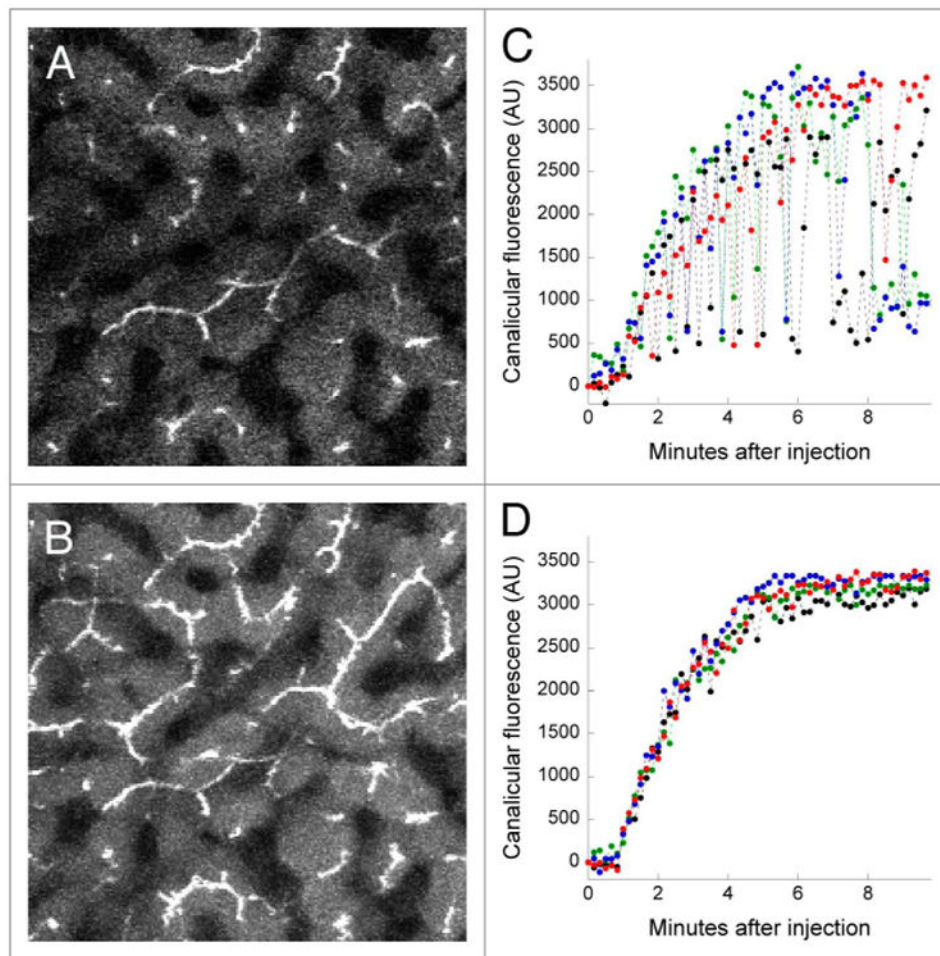 A
C
Canalicular fluorescence (AU)
3500
3000
2500
2000
1500
1000
500
0
0 2 4 6 8
Minutes after injection
B
D
Canalicular fluorescence (AU)
3500
3000
2500
2000
1500
1000
500
0
0 2 4 6 8
Minutes after injection